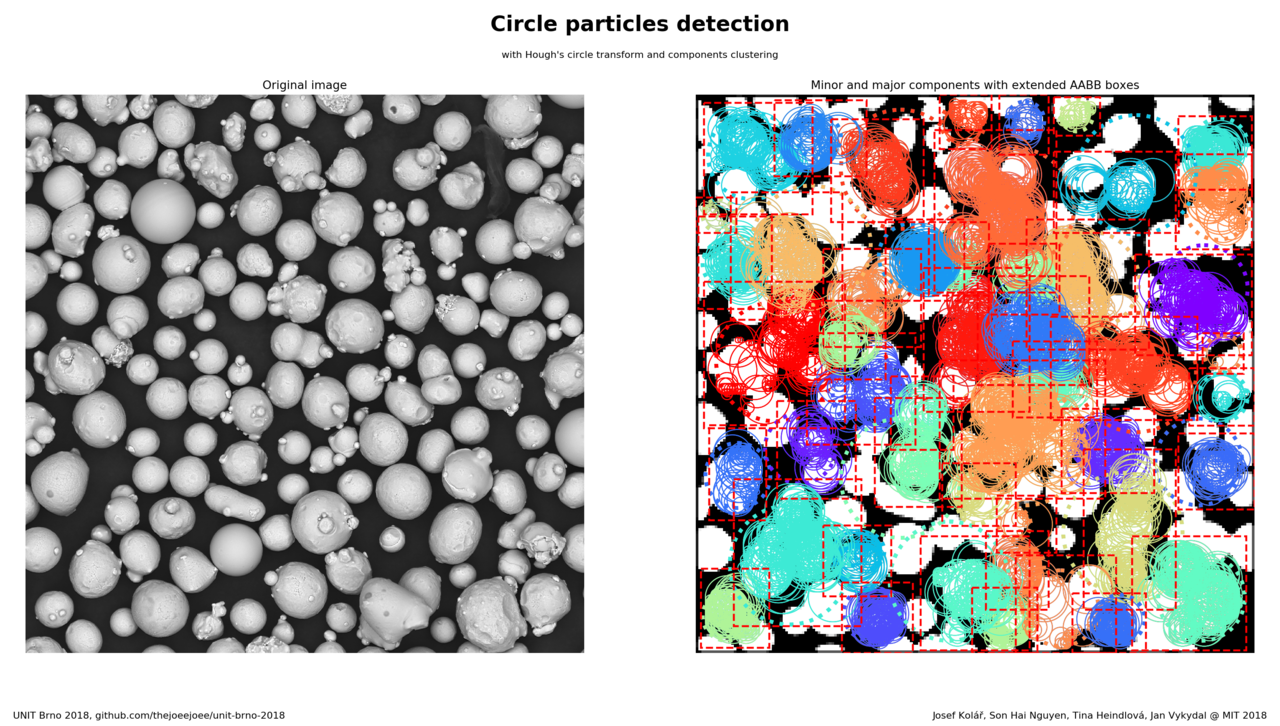 Circle particles detection
with Hough's circle transform and components clustering
Original image
Minor and major components with extended AABB boxes
UNIT Brno 2018, github.com/thejoeejoee/unit-brno-2018
Josef Kolář, Son Hai Nguyen, Tina Heindlová, Jan Vykydal @ MIT 2018